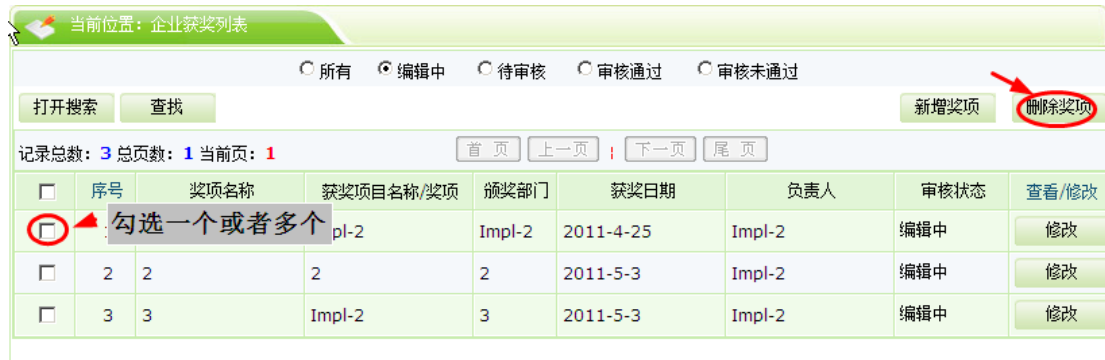 当前位置：企业获奖列表
所有 编辑中 待审核 审核通过 审核未通过
打开搜索 查找 新增奖项 删除奖项
记录总数：3 总页数：1 当前页：1 首 页 上一页 ¦ 下一页 尾 页
序号 奖项名称 获奖项目名称/奖项 颁奖部门 获奖日期 负责人 审核状态 查看/修改
勾选一个或者多个 pl-2 Impl-2 2011-4-25 Impl-2 编辑中 修改
2 2 2 2 2011-5-3 Impl-2 编辑中 修改
3 3 Impl-2 3 2011-5-3 Impl-2 编辑中 修改